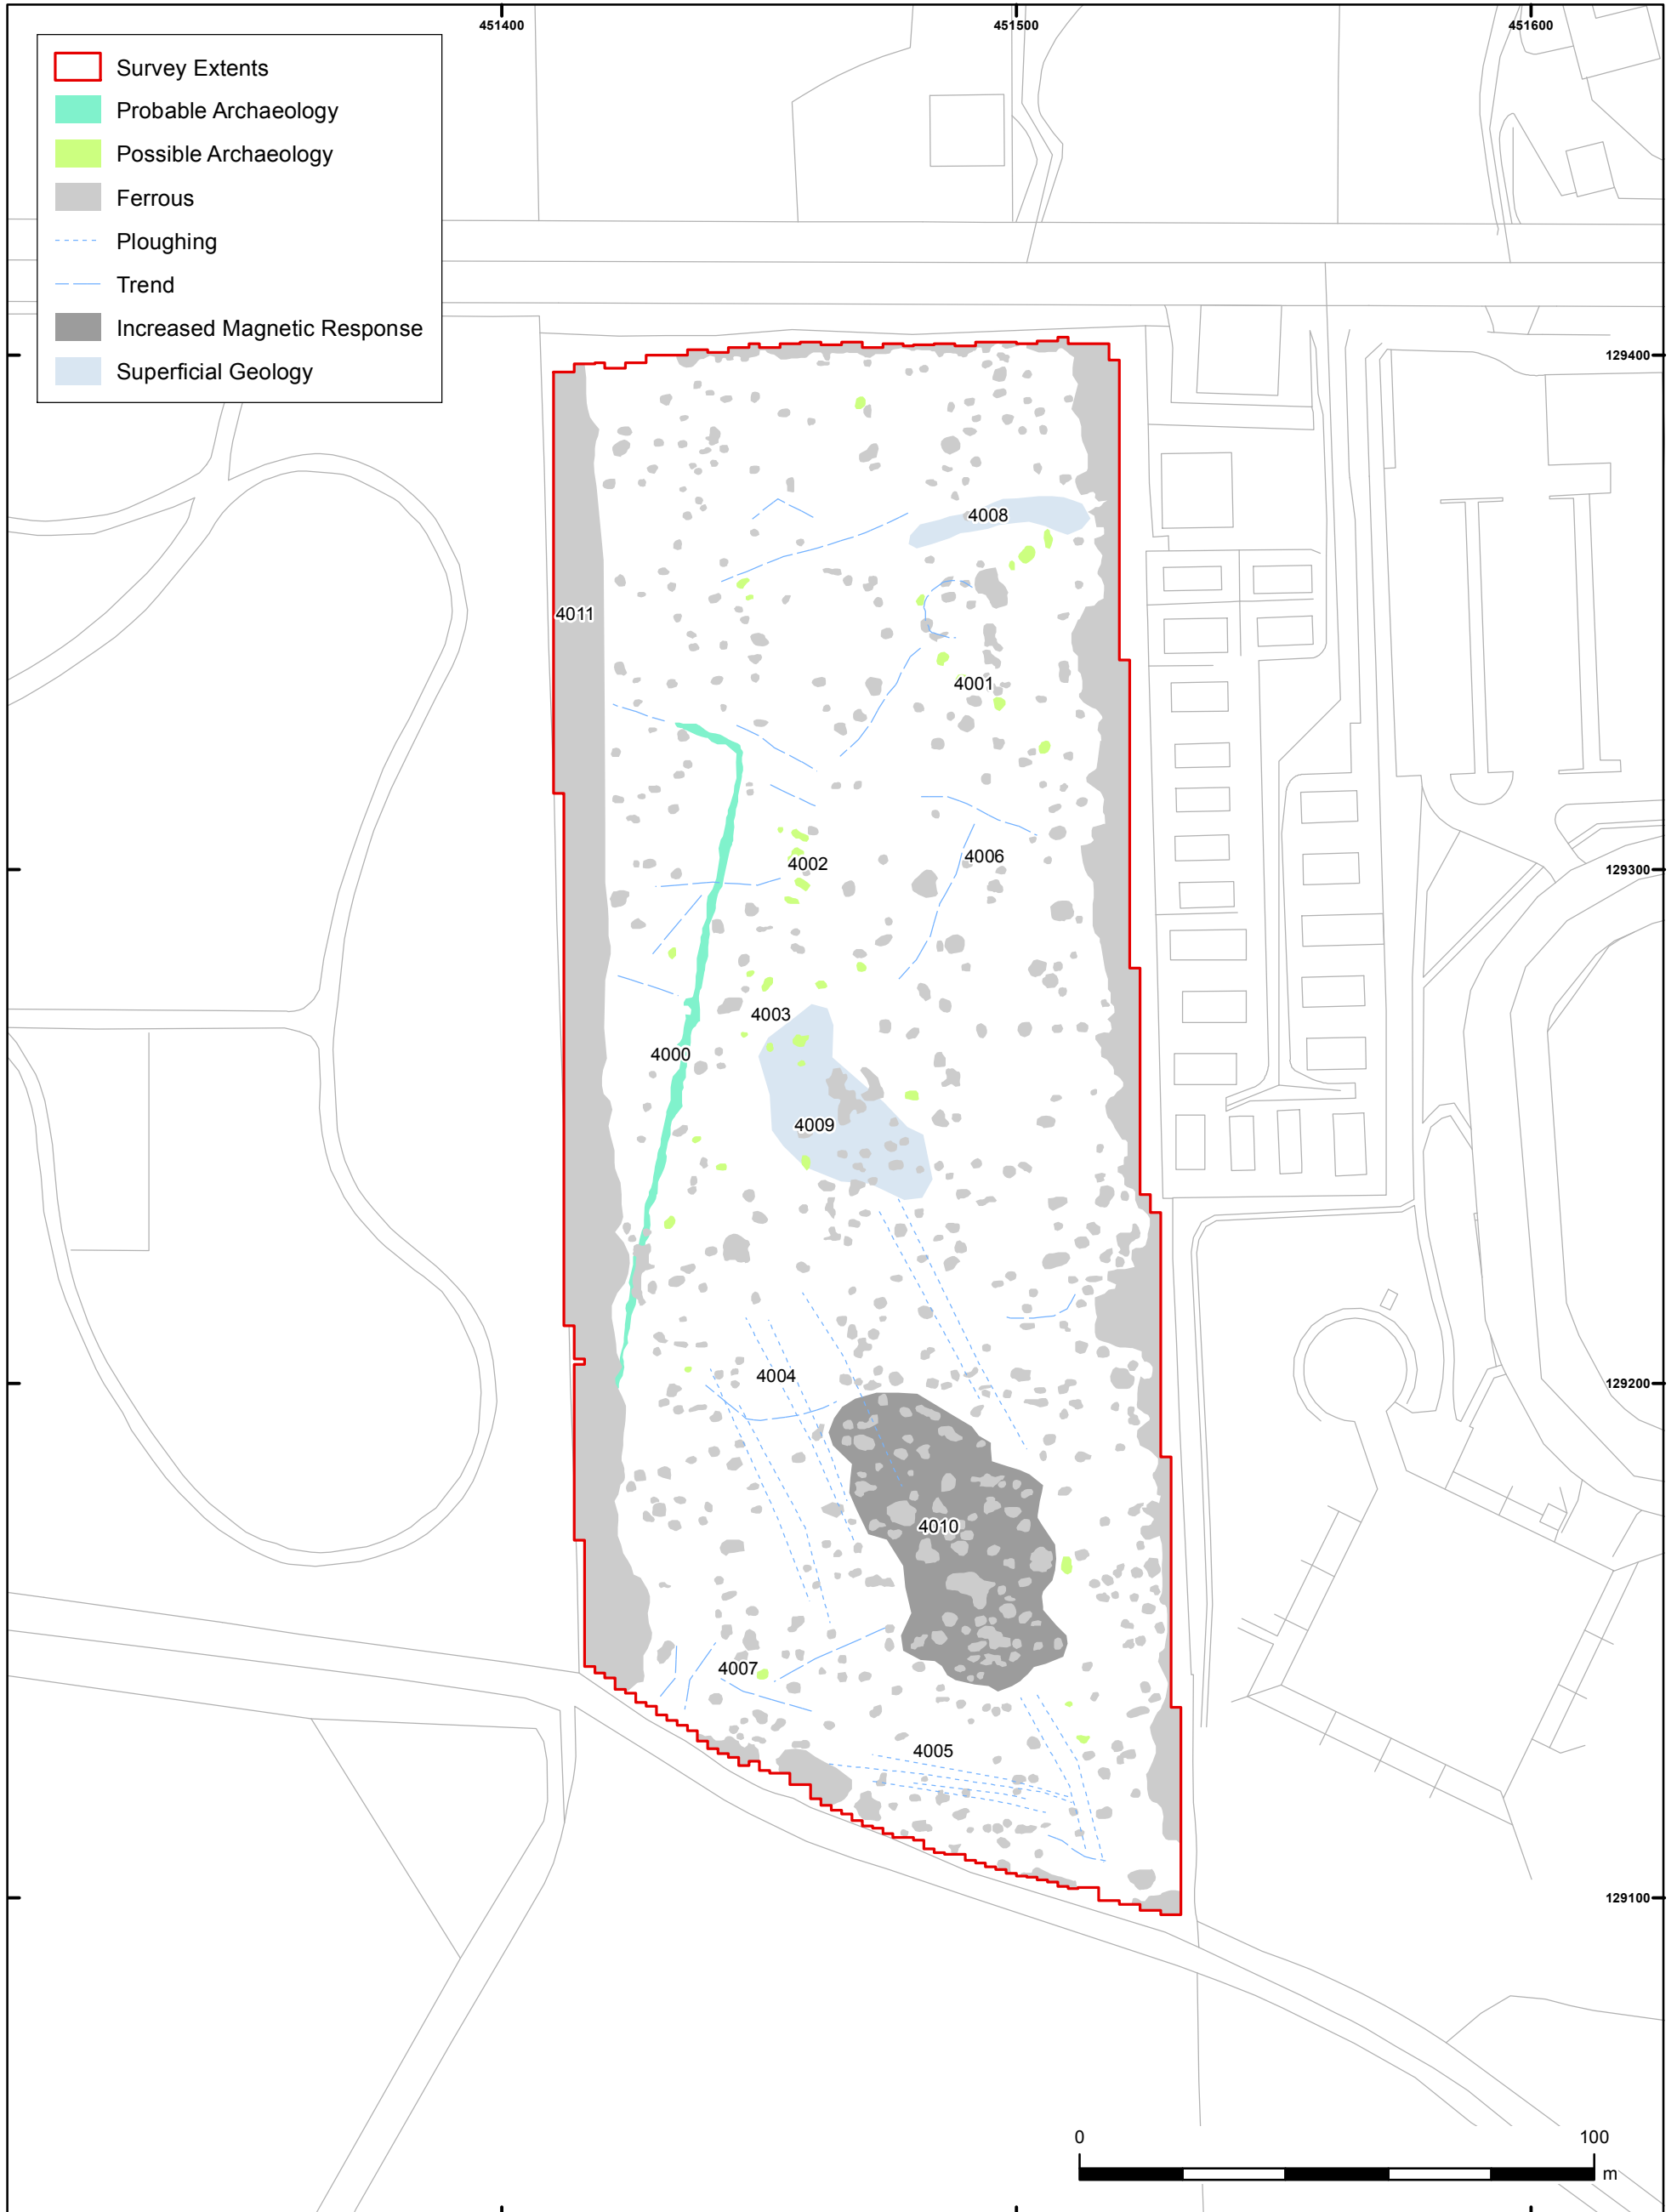 451400
451500
451600
Survey Extents
Probable Archaeology
Possible Archaeology
Ferrous
Ploughing
Trend
Increased Magnetic Response
Superficial Geology
129400
4008
4011
4001
4002
4006
129300
4003
4000
4009
4004
129200
4010
4007
4005
129100
0
100
m